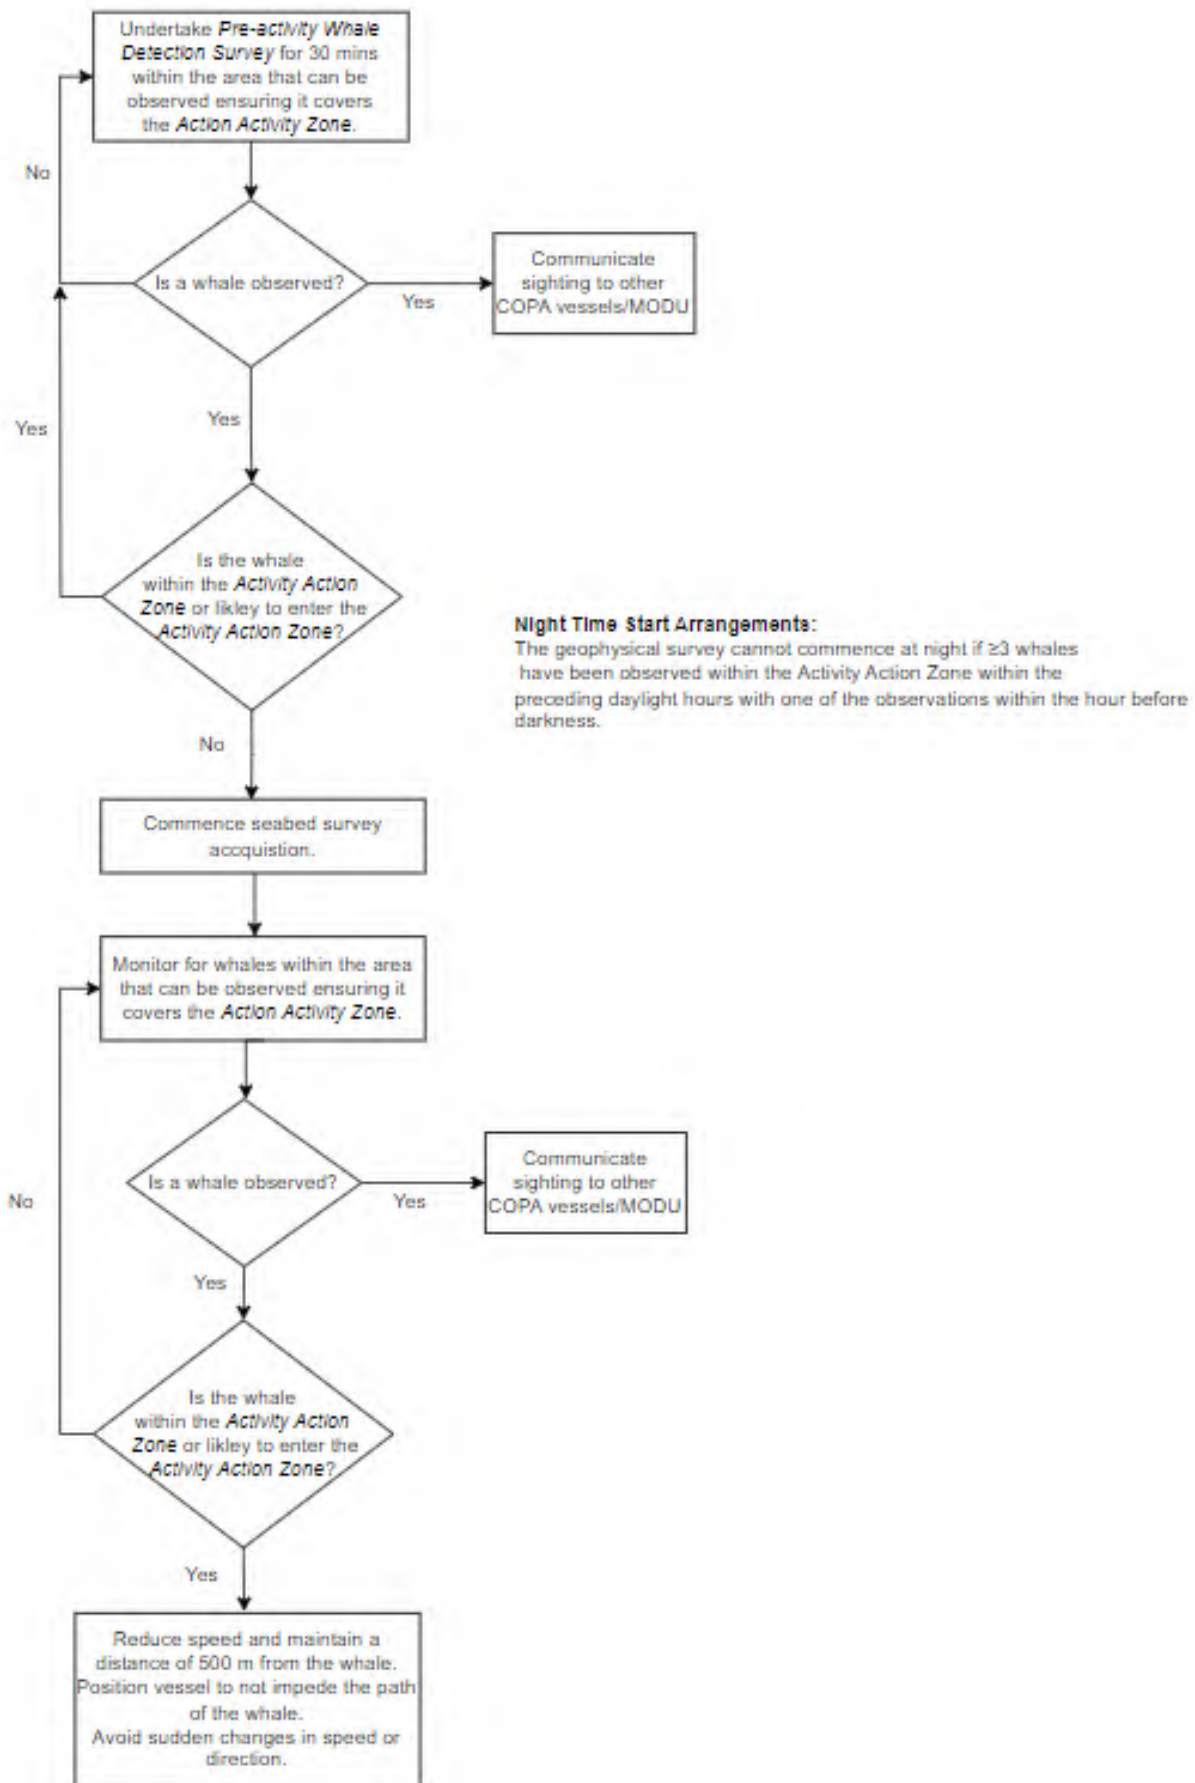 Undertake Pre-activity Whale
Detection Survey for 30 mins
within the area that can be
observed ensuring it covers
the Action Activity Zone.
No
Is a whale observed?
Yes
Communicate
sighting to other
COPA vessels/MODU
Yes
Yes
Is the whale
within the Activity Action
Zone or likley to enter the
Activity Action Zone?
Night Time Start Arrangements:
The geophysical survey cannot commence at night if ≥3 whales
have been observed within the Activity Action Zone within the
preceding daylight hours with one of the observations within the hour before
darkness.
No
Commence seabed survey
accquistion.
Monitor for whales within the area
that can be observed ensuring it
covers the Action Activity Zone.
Is a whale observed?
Yes
Communicate
sighting to other
COPA vessels/MODU
No
Yes
Is the whale
within the Activity Action
Zone or likley to enter the
Activity Action Zone?
Yes
Reduce speed and maintain a
distance of 500 m from the whale.
Position vessel to not impede the path
of the whale.
Avoid sudden changes in speed or
direction.